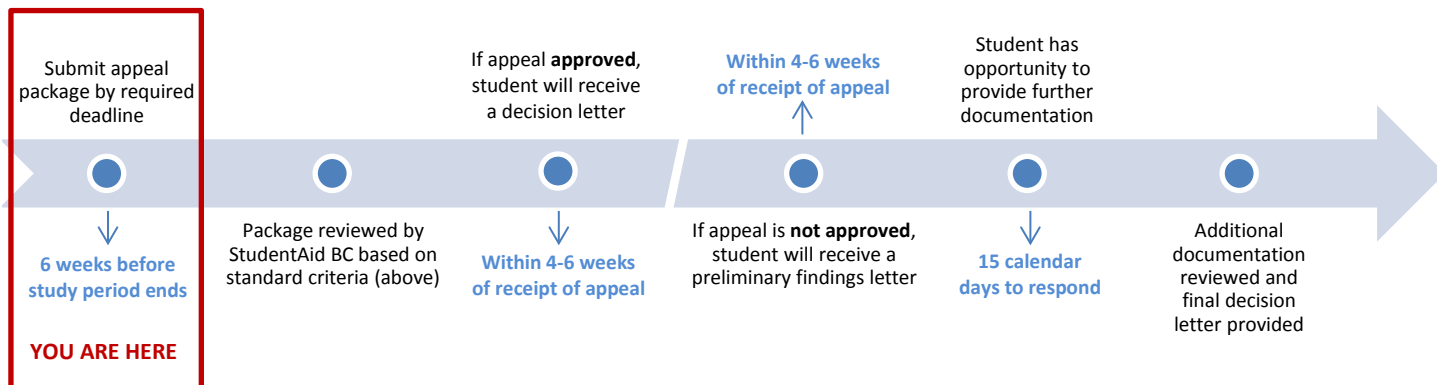 Submit appeal
package by required
deadline
6 weeks before
study period ends
YOU ARE HERE
Package reviewed by
StudentAid BC based on
standard criteria (above)
If appeal approved,
student will receive
a decision letter
Within 4-6 weeks
of receipt of appeal
Within 4-6 weeks
of receipt of appeal
If appeal is not approved,
student will receive a
preliminary findings letter
Student has
opportunity to
provide further
documentation
15 calendar
days to respond
Additional
documentation
reviewed and
final decision
letter provided